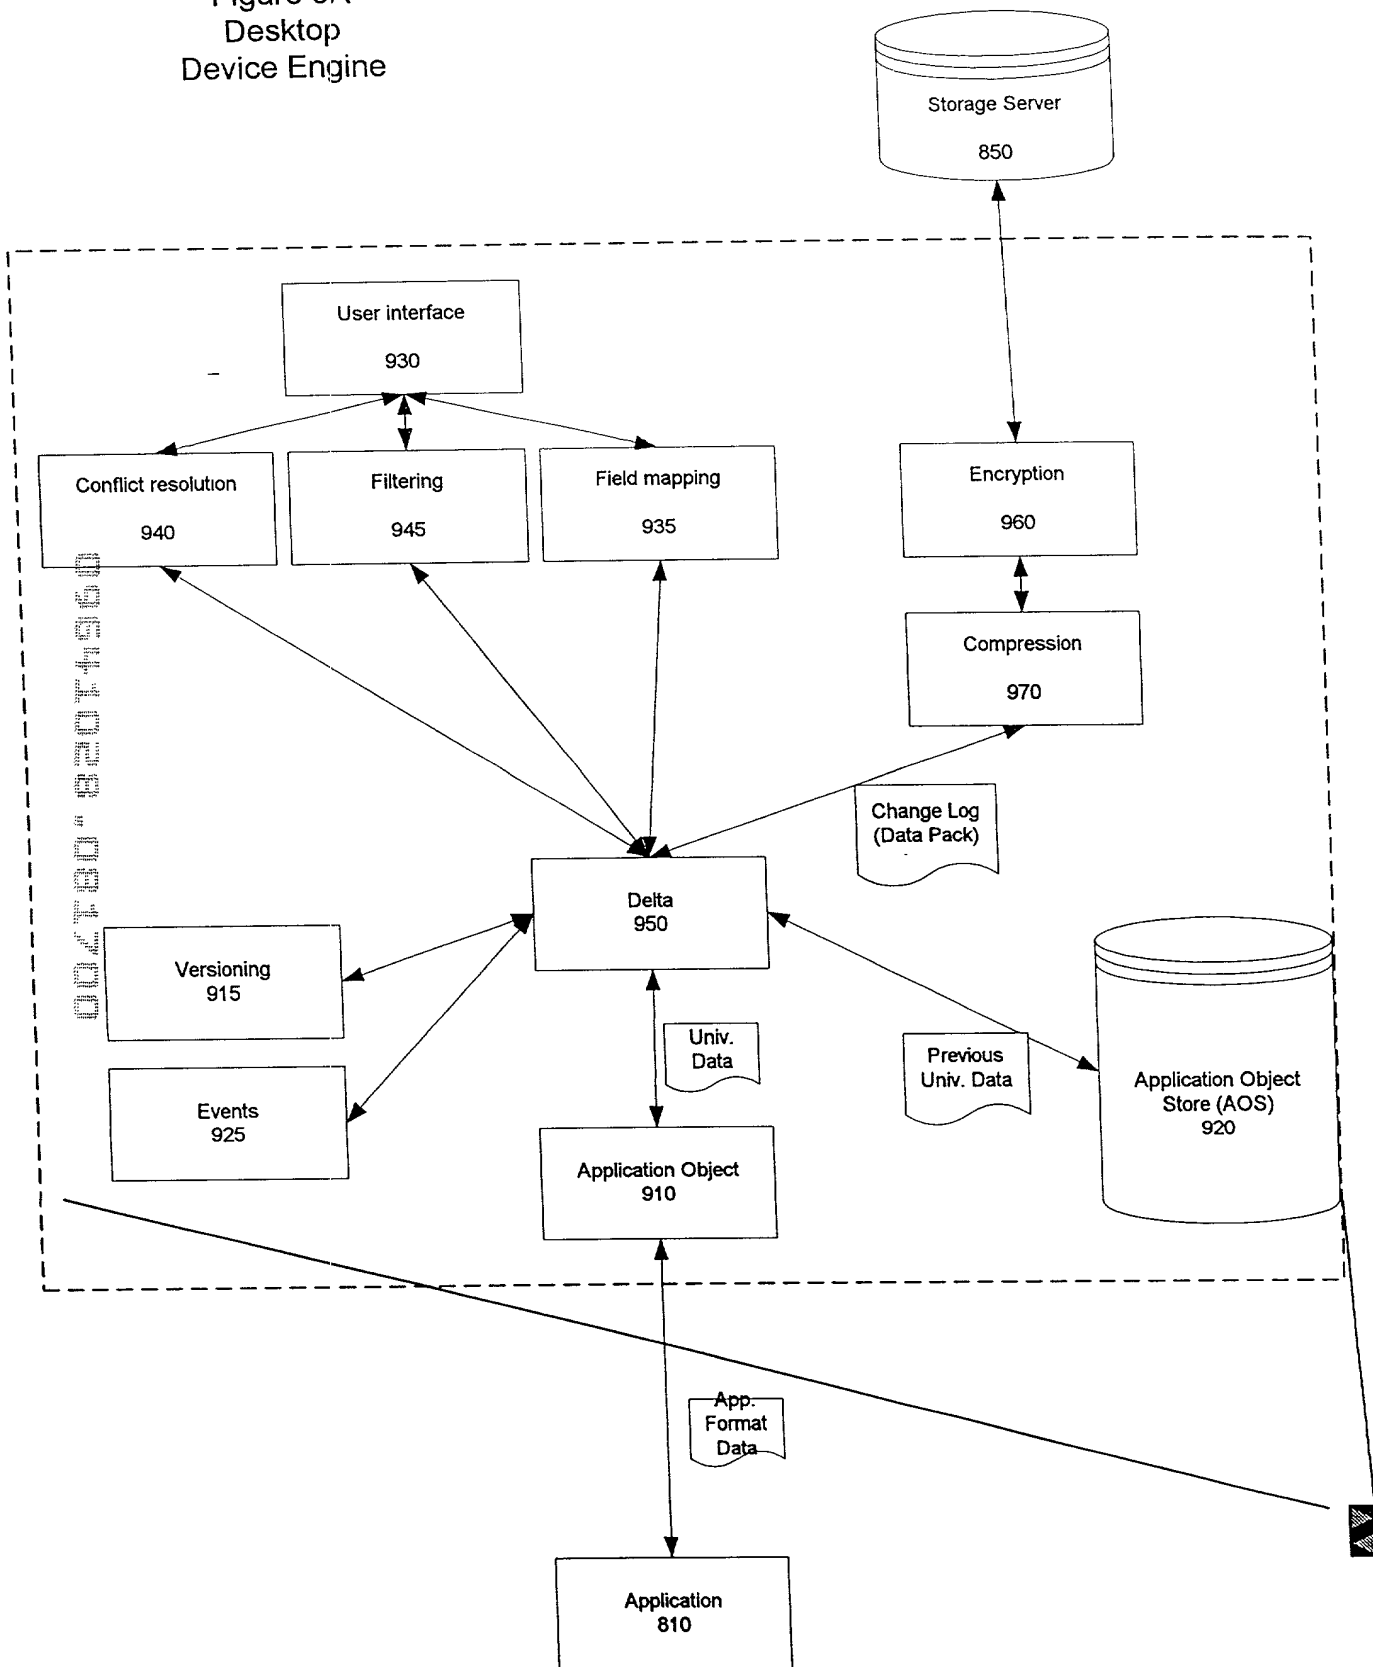 Desktop
Device Engine
Storage Server
850
User interface
930
Conflict resolution
940
Filtering
945
Field mapping
935
Encryption
960
Compression
970
Change Log
(Data Pack)
Delta
950
Versioning
915
Events
925
Univ.
Data
Previous
Univ. Data
Application Object
Store (AOS)
920
Application Object
910
App.
Format
Data
Application
810